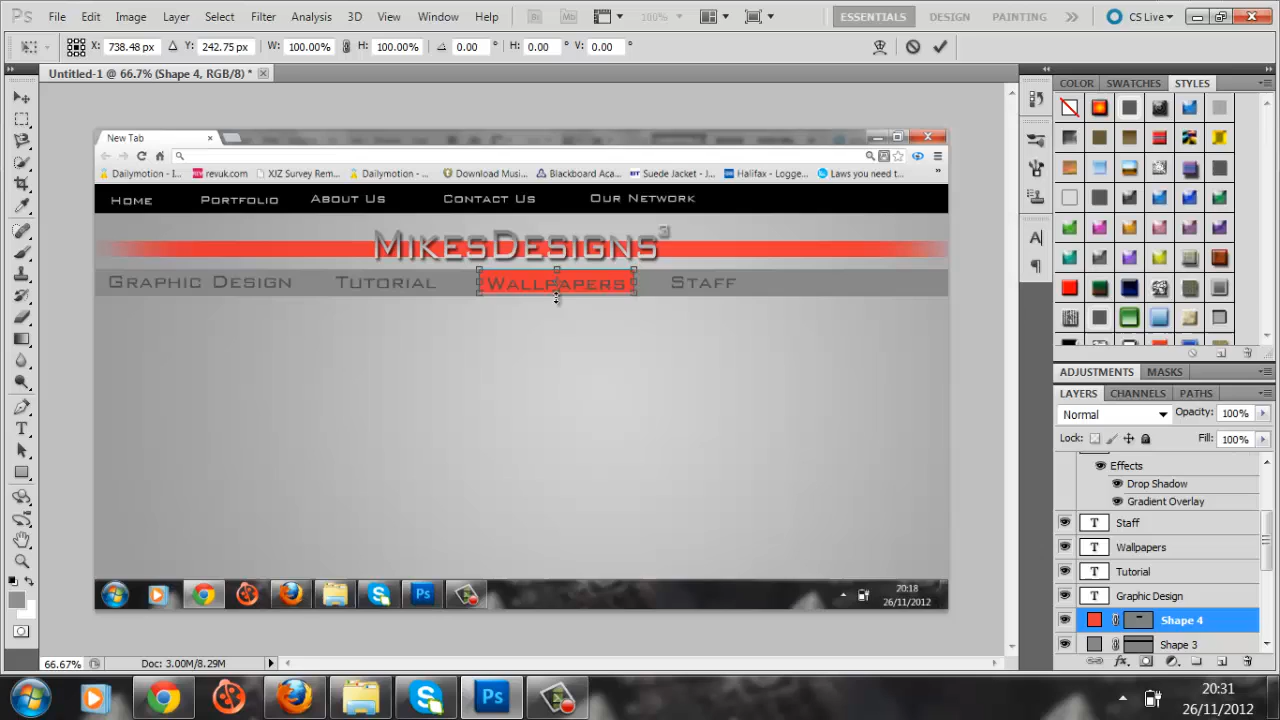 Ps File Edit Image Layer Select Filter Analysis 3D View Window Help Br Mb 100% ESSENTIALS DESIGN PAINTING CS Live
X: 738.48 px Y: 242.75 px W: 100.00% H: 100.00% 0.00 ° H: 0.00 ° V: 0.00 °
Untitled-1 @ 66.7% (Shape 4, RGB/8) *
COLOR SWATCHES STYLES
New Tab
Dailymotion - I... revuk.com XIZ Survey Rem... Dailymotion - ... Download Musi... Blackboard Aca... Suede Jacket - J... Halifax - Logge... Laws you need t...
Home Portfolio About Us Contact Us Our Network
MikesDesigns3
Graphic Design Tutorial Wallpapers Staff
ADJUSTMENTS MASKS
LAYERS CHANNELS PATHS
Normal Opacity: 100%
Lock: Fill: 100%
Effects
Drop Shadow
Gradient Overlay
T Staff
T Wallpapers
T Tutorial
T Graphic Design
Shape 4
Shape 3
Ps 20:18
26/11/2012
66.67% Doc: 3.00M/8.29M
Ps 20:31
26/11/2012